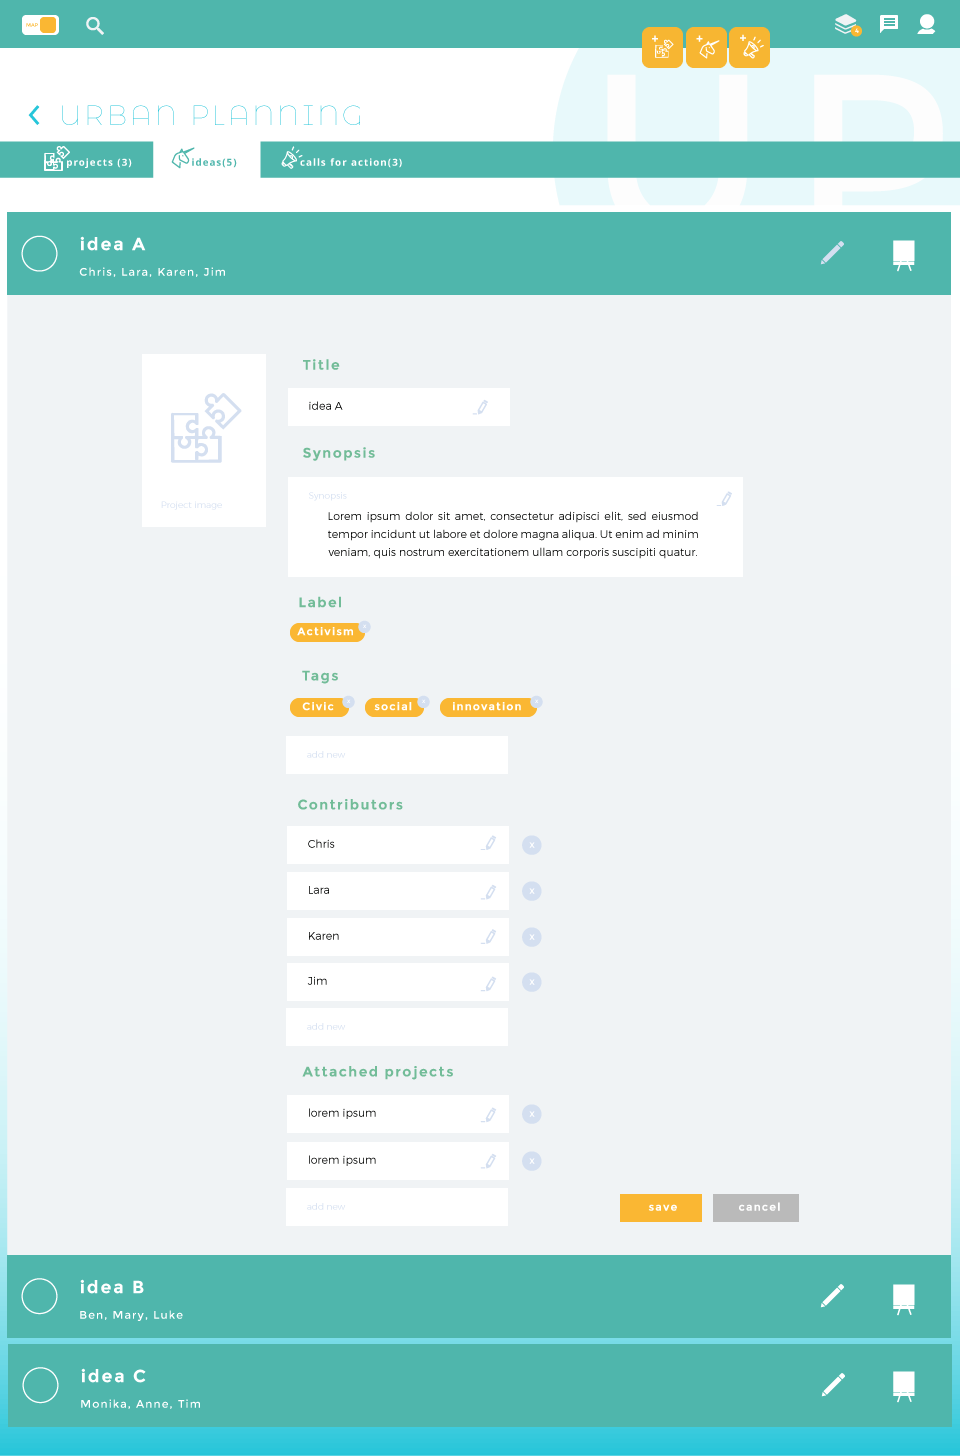 MAP
4
UP
URBAN PLANNING
projects (3)
ideas(5)
calls for action(3)
idea A
Chris, Lara, Karen, Jim
Title
idea A
Synopsis
Synopsis
Lorem ipsum dolor sit amet, consectetur adipisci elit, sed eiusmod
tempor incidunt ut labore et dolore magna aliqua. Ut enim ad minim
veniam, quis nostrum exercitationem ullam corporis suscipiti quatur.
Project image
Label
Activism x
Tags
Civic x social x innovation x
add new
Contributors
Chris x
Lara x
Karen x
Jim x
add new
Attached projects
lorem ipsum x
lorem ipsum x
add new
save cancel
idea B
Ben, Mary, Luke
idea C
Monika, Anne, Tim